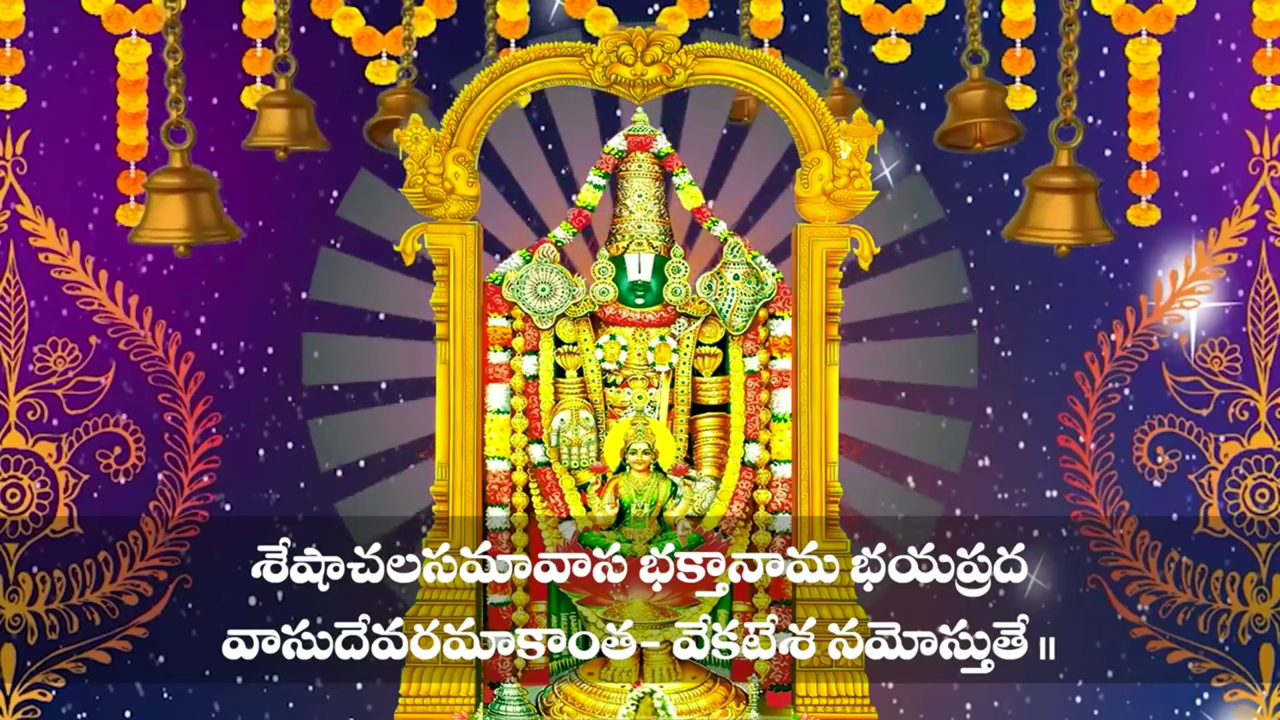 శేషాచలసమావాస భక్తానామ భయప్రద
వాసుదేవరమాకాంత- వేకటేశ నమోస్తుతే ॥